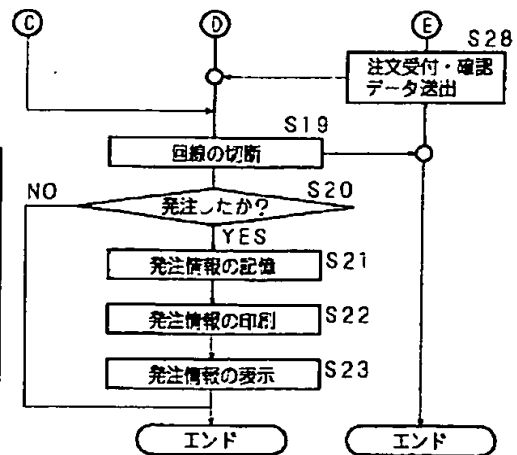 C
D
E
S28
注文受付・確認
データ送出
S19
回線の切断
NO
S20
発注したか?
YES
発注情報の記憶
S21
発注情報の印刷
S22
発注情報の表示
S23
エンド
エンド